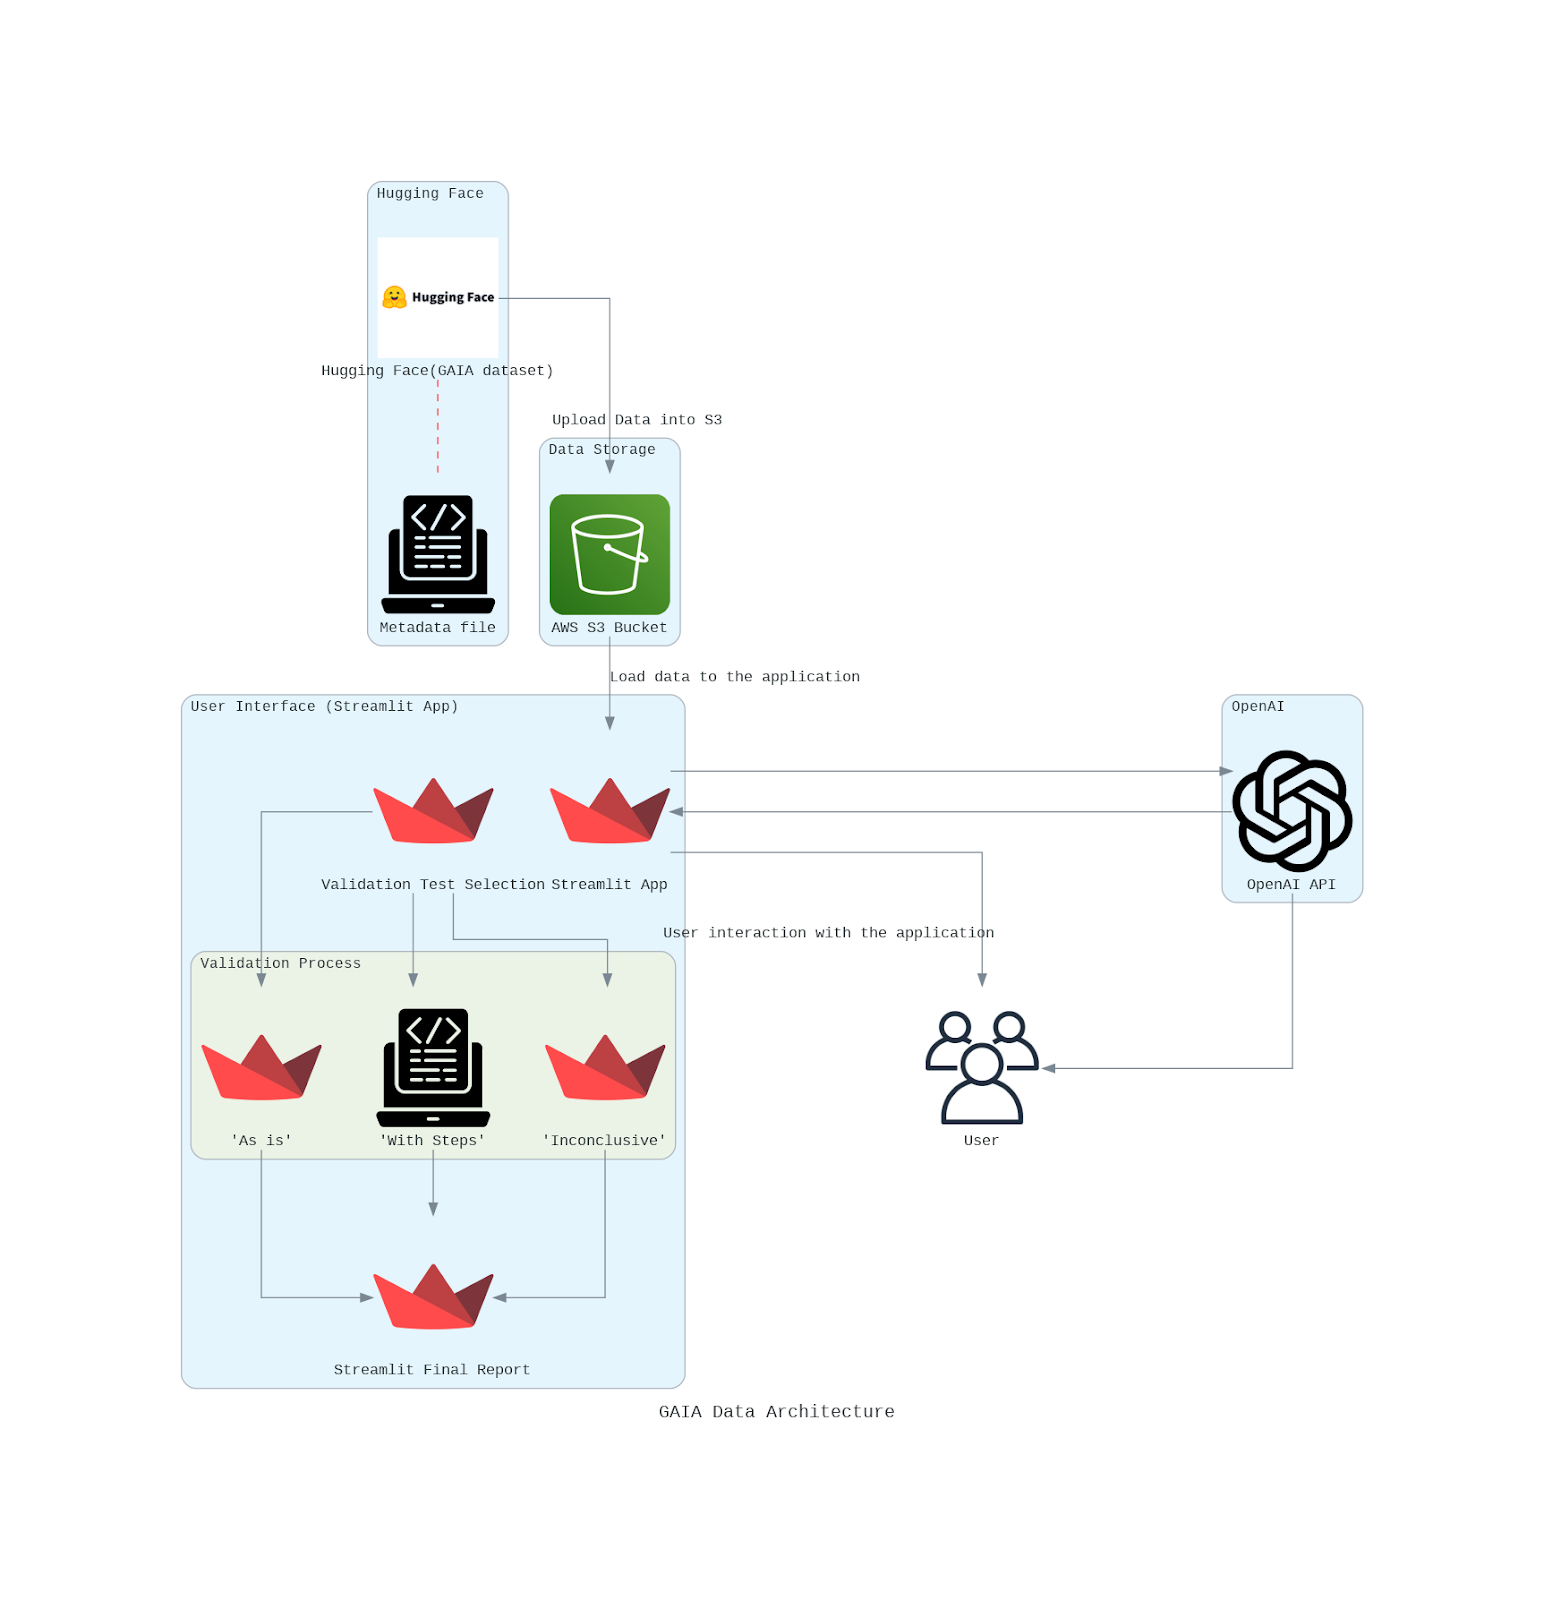 Hugging Face
Hugging Face
Hugging Face(GAIA dataset)
Upload Data into S3
Data Storage
Metadata file
AWS S3 Bucket
Load data to the application
User Interface (Streamlit App)
OpenAI
Validation Test Selection
Streamlit App
OpenAI API
User interaction with the application
Validation Process
'As is'
'With Steps'
'Inconclusive'
User
Streamlit Final Report
GAIA Data Architecture